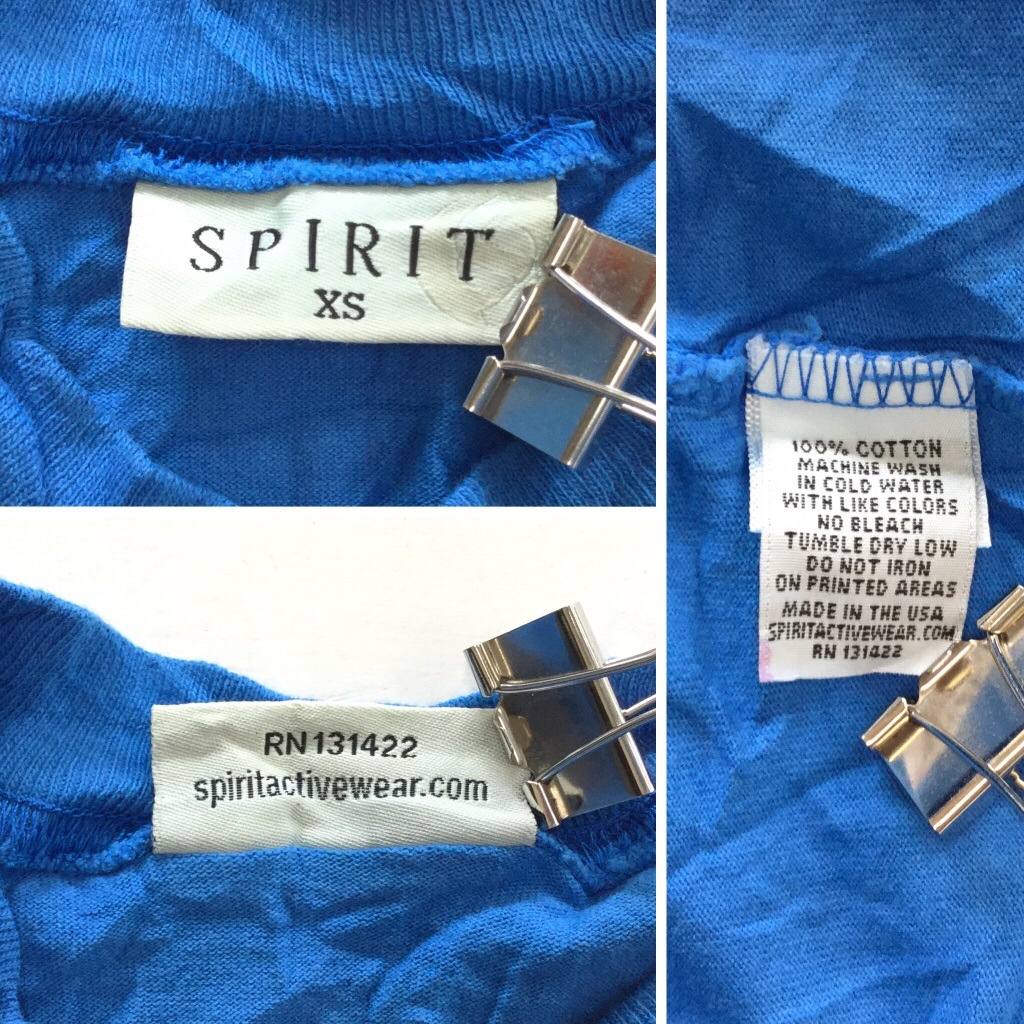 SPIRIT
XS
RN131422
spiritactivewear.com
100% COTTON
MACHINE WASH
IN COLD WATER
WITH LIKE COLORS
NO BLEACH
TUMBLE DRY LOW
DO NOT IRON
ON PRINTED AREAS
MADE IN THE USA
SPIRITACTIVEWEAR.COM
RN 131422